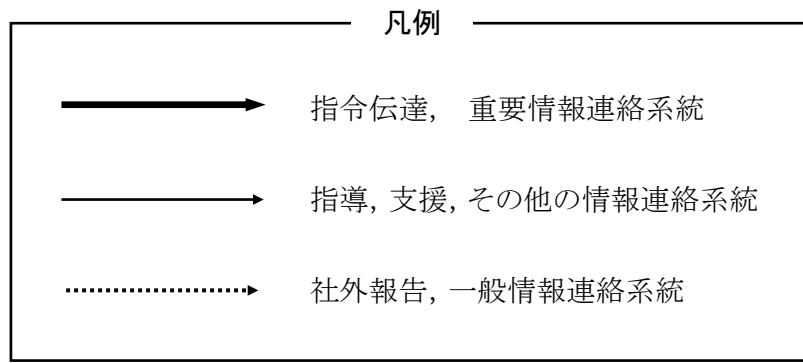 凡例
指令伝達, 重要情報連絡系統
指導, 支援, その他の情報連絡系統
社外報告, 一般情報連絡系統